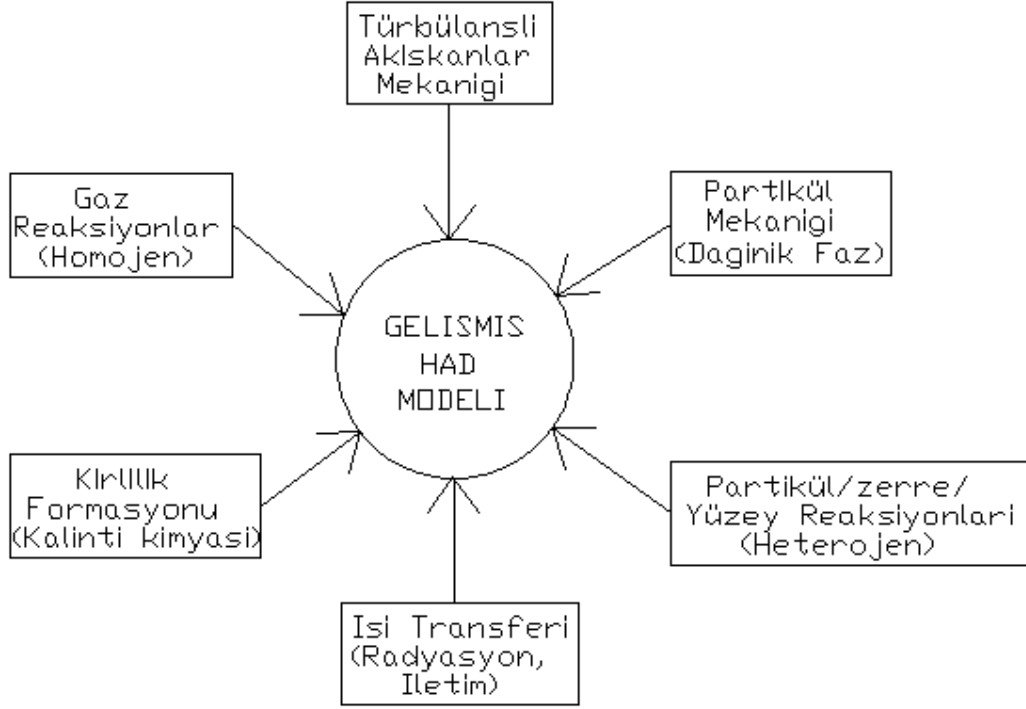 Türbülansli
Akiskanlar
Mekanigi
Gaz
Reaksiyonlar
(Homojen)
Partikül
Mekanigi
(Daginik Faz)
GELISMIS
HAD
MODELI
Kirlilik
Formasyonu
(Kalinti kimyasi)
Partikül/zerre/
Yüzey Reaksiyonlari
(Heterojen)
Isi Transferi
(Radyasyon,
Iletim)